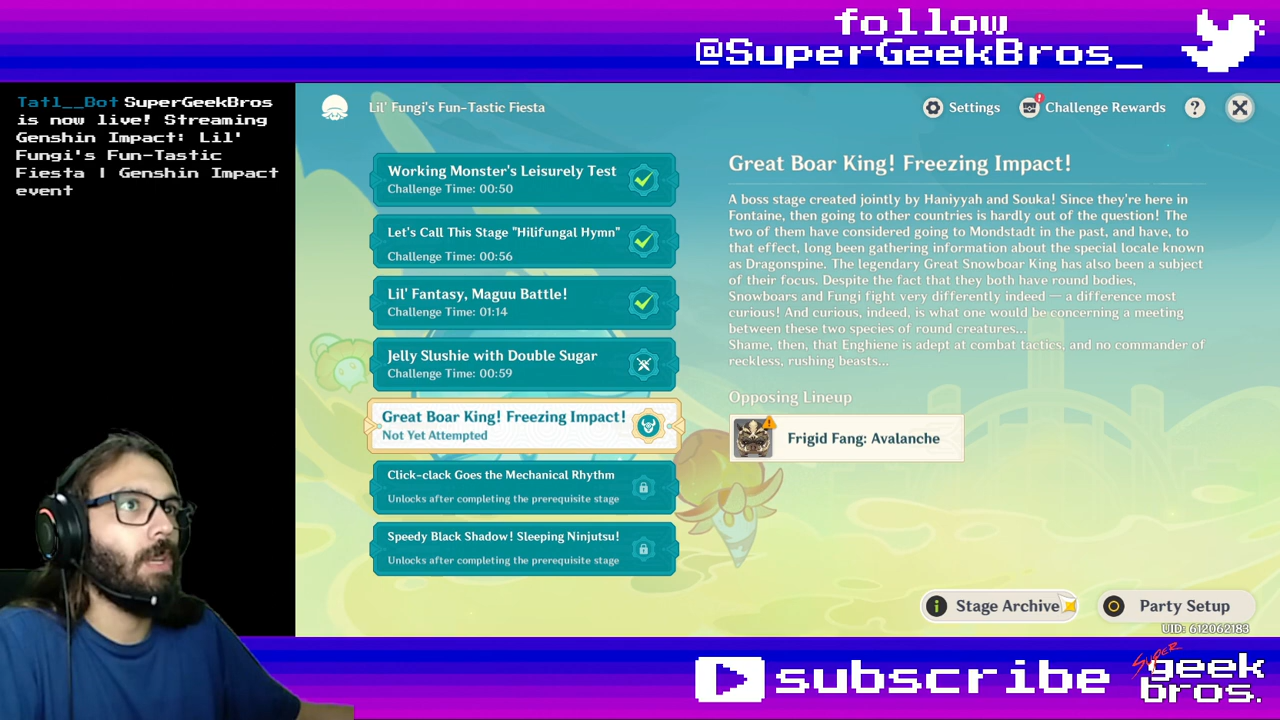 follow
@SuperGeekBros_
Tatl__Bot SuperGeekBros
is now live! Streaming
Genshin Impact: Lil'
Fungi's Fun-Tastic
Fiesta | Genshin Impact
event
Lil' Fungi's Fun-Tastic Fiesta
Settings
Challenge Rewards
?
Working Monster's Leisurely Test
Challenge Time: 00:50
Let's Call This Stage "Hilifungal Hymn"
Challenge Time: 00:56
Lil' Fantasy, Maguu Battle!
Challenge Time: 01:14
Jelly Slushie with Double Sugar
Challenge Time: 00:59
Great Boar King! Freezing Impact!
Not Yet Attempted
Click-clack Goes the Mechanical Rhythm
Unlocks after completing the prerequisite stage
Speedy Black Shadow! Sleeping Ninjutsu!
Unlocks after completing the prerequisite stage
Great Boar King! Freezing Impact!
A boss stage created jointly by Haniyyah and Souka! Since they're here in
Fontaine, then going to other countries is hardly out of the question! The
two of them have considered going to Mondstadt in the past, and have, to
that effect, long been gathering information about the special locale known
as Dragonspine. The legendary Great Snowboar King has also been a subject
of their focus. Despite the fact that they both have round bodies,
Snowboars and Fungi fight very differently indeed — a difference most
curious! And curious, indeed, is what one would be concerning a meeting
between these two species of round creatures...
Shame, then, that Enghiene is adept at combat tactics, and no commander of
reckless, rushing beasts...
Opposing Lineup
Frigid Fang: Avalanche
Stage Archive
Party Setup
UID: 612062183
subscribe
SUPER
geek
bros.